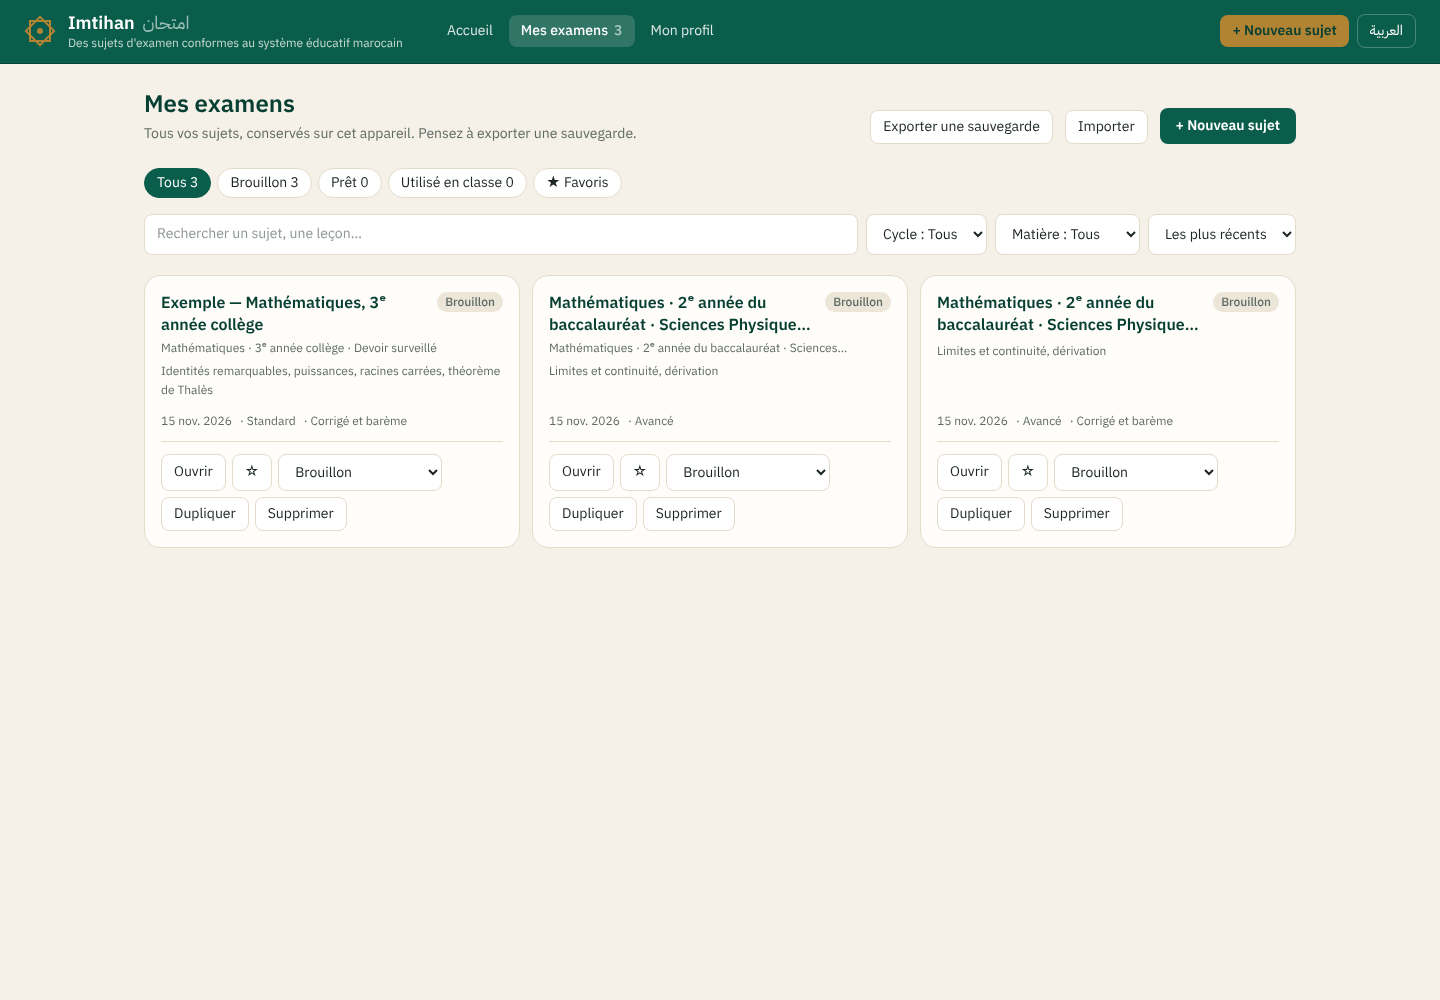 Imtihan امتحان
Des sujets d'examen conformes au système éducatif marocain
Accueil
Mes examens 3
Mon profil
+ Nouveau sujet
العربية
Mes examens
Tous vos sujets, conservés sur cet appareil. Pensez à exporter une sauvegarde.
Exporter une sauvegarde
Importer
+ Nouveau sujet
Tous 3
Brouillon 3
Prêt 0
Utilisé en classe 0
★ Favoris
Rechercher un sujet, une leçon…
Cycle : Tous
Matière : Tous
Les plus récents
Exemple — Mathématiques, 3ᵉ
année collège
Brouillon
Mathématiques · 3ᵉ année collège · Devoir surveillé
Identités remarquables, puissances, racines carrées, théorème
de Thalès
15 nov. 2026 · Standard · Corrigé et barème
Ouvrir
☆
Brouillon
Dupliquer
Supprimer
Mathématiques · 2ᵉ année du
baccalauréat · Sciences Physique…
Brouillon
Mathématiques · 2ᵉ année du baccalauréat · Sciences…
Limites et continuité, dérivation
15 nov. 2026 · Avancé
Ouvrir
☆
Brouillon
Dupliquer
Supprimer
Mathématiques · 2ᵉ année du
baccalauréat · Sciences Physique…
Brouillon
Limites et continuité, dérivation
15 nov. 2026 · Avancé · Corrigé et barème
Ouvrir
☆
Brouillon
Dupliquer
Supprimer